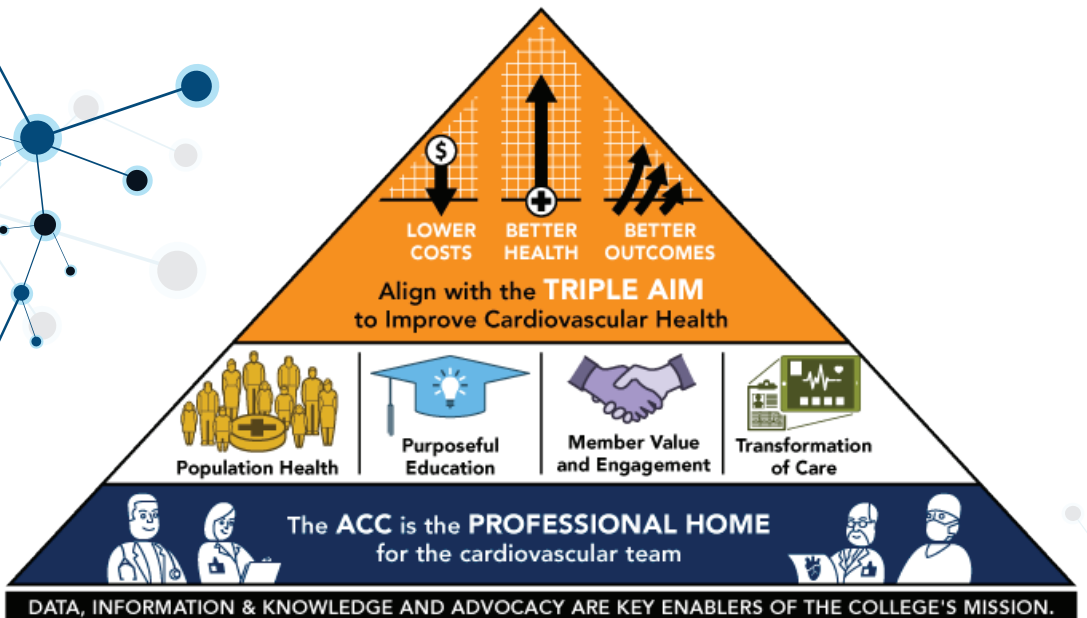 $
LOWER COSTS
BETTER HEALTH
BETTER OUTCOMES
Align with the TRIPLE AIM
to Improve Cardiovascular Health
Population Health
Purposeful
Education
Member Value
and Engagement
Transformation
of Care
The ACC is the PROFESSIONAL HOME
for the cardiovascular team
DATA, INFORMATION & KNOWLEDGE AND ADVOCACY ARE KEY ENABLERS OF THE COLLEGE'S MISSION.